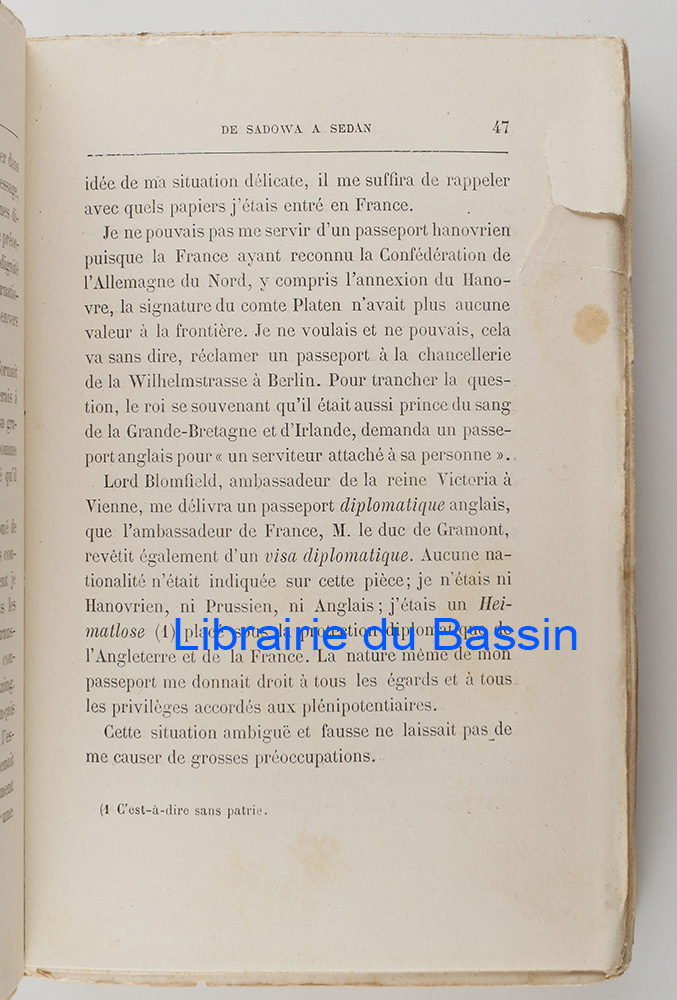 DE SADOWA A SEDAN 47
idée de ma situation délicate, il me suffira de rappeler
avec quels papiers j'étais entré en France.
Je ne pouvais pas me servir d'un passeport hanovrien
puisque la France ayant reconnu la Confédération de
l'Allemagne du Nord, y compris l'annexion du Hano-
vre, la signature du comte Platen n'avait plus aucune
valeur à la frontière. Je ne voulais et ne pouvais, cela
va sans dire, réclamer un passeport à la chancellerie
de la Wilhelmstrasse à Berlin. Pour trancher la ques-
tion, le roi se souvenant qu'il était aussi prince du sang
de la Grande-Bretagne et d'Irlande, demanda un passe-
port anglais pour « un serviteur attaché à sa personne ».
Lord Blomfield, ambassadeur de la reine Victoria à
Vienne, me délivra un passeport diplomatique anglais,
que l'ambassadeur de France, M. le duc de Gramont,
revêtit également d'un visa diplomatique. Aucune na-
tionalité n'était indiquée sur cette pièce; je n'étais ni
Hanovrien, ni Prussien, ni Anglais; j'étais un Hei-
matlose (1) placé sous la protection diplomatique de
Librairie du Bassin
l'Angleterre et de la France. La nature même de mon
passeport me donnait droit à tous les égards et à tous
les privilèges accordés aux plénipotentiaires.
Cette situation ambiguë et fausse ne laissait pas de
me causer de grosses préoccupations.
(1 C'est-à-dire sans patrie.